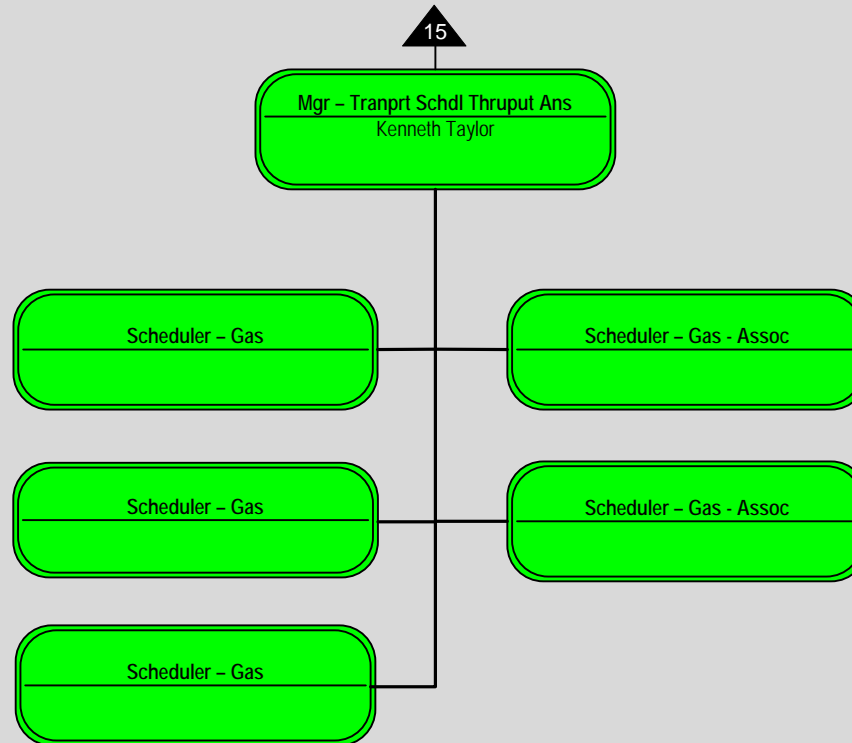 15
Mgr – Tranprt Schdl Thruput Ans
Kenneth Taylor
Scheduler – Gas
Scheduler – Gas - Assoc
Scheduler – Gas
Scheduler – Gas - Assoc
Scheduler – Gas